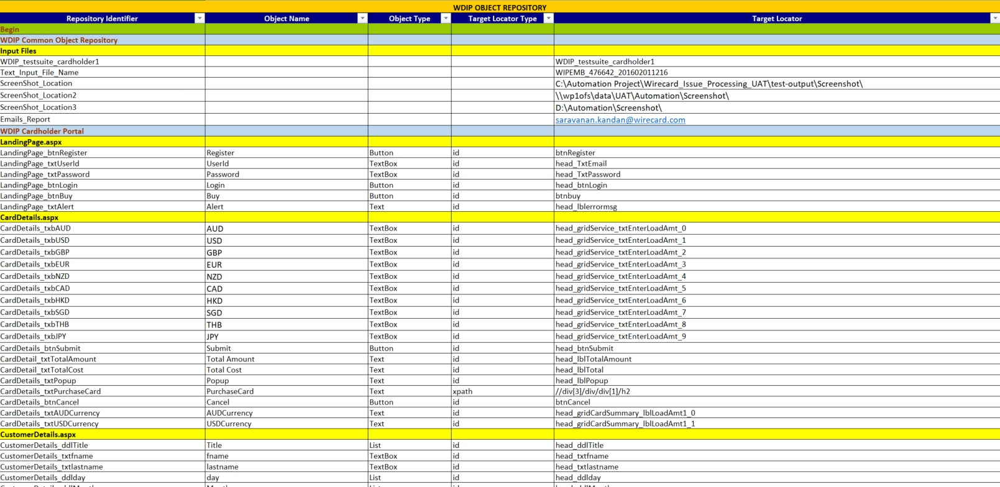 WDIP OBJECT REPOSITORY
Repository Identifier Object Name Object Type Target Locator Type Target Locator
Begin
WDIP Common Object Repository
Input Files
WDIP_testsuite_cardholder1 WDIP_testsuite_cardholder1
Text_Input_File_Name WIPEMB_476642_201602011216
ScreenShot_Location C:\Automation Project\Wirecard_Issue_Processing_UAT\test-output\Screenshot\
ScreenShot_Location2 \\wp1ofs\data\UAT\Automation\Screenshot\
ScreenShot_Location3 D:\Automation\Screenshot\
Emails_Report saravanan.kandan@wirecard.com
WDIP Cardholder Portal
LandingPage.aspx
LandingPage_btnRegister Register Button id btnRegister
LandingPage_txtUserId UserId TextBox id head_TxtEmail
LandingPage_txtPassword Password TextBox id head_TxtPassword
LandingPage_btnLogin Login Button id head_btnLogin
LandingPage_btnBuy Buy Button id btnbuy
LandingPage_txtAlert Alert Text id head_lblerrormsg
CardDetails.aspx
CardDetails_txbAUD AUD TextBox id head_gridService_txtEnterLoadAmt_0
CardDetails_txbUSD USD TextBox id head_gridService_txtEnterLoadAmt_1
CardDetails_txbGBP GBP TextBox id head_gridService_txtEnterLoadAmt_2
CardDetails_txbEUR EUR TextBox id head_gridService_txtEnterLoadAmt_3
CardDetails_txbNZD NZD TextBox id head_gridService_txtEnterLoadAmt_4
CardDetails_txbCAD CAD TextBox id head_gridService_txtEnterLoadAmt_5
CardDetails_txbHKD HKD TextBox id head_gridService_txtEnterLoadAmt_6
CardDetails_txbSGD SGD TextBox id head_gridService_txtEnterLoadAmt_7
CardDetails_txbTHB THB TextBox id head_gridService_txtEnterLoadAmt_8
CardDetails_txbJPY JPY TextBox id head_gridService_txtEnterLoadAmt_9
CardDetails_btnSubmit Submit Button id head_btnSubmit
CardDetail_txtTotalAmount Total Amount Text id head_lblTotalAmount
CardDetail_txtTotalCost Total Cost Text id head_lblTotal
CardDetails_txtPopup Popup Text id head_lblPopup
CardDetails_txtPurchaseCard PurchaseCard Text xpath //div[3]/div/div[1]/h2
CardDetails_btnCancel Cancel Button id btnCancel
CardDetails_txtAUDCurrency AUDCurrency Text id head_gridCardSummary_lblLoadAmt1_0
CardDetails_txtUSDCurrency USDCurrency Text id head_gridCardSummary_lblLoadAmt1_1
CustomerDetails.aspx
CustomerDetails_ddlTitle Title List id head_ddlTitle
CustomerDetails_txtfname fname TextBox id head_txtfname
CustomerDetails_txtlastname lastname TextBox id head_txtlastname
CustomerDetails_ddlday day List id head_ddlday